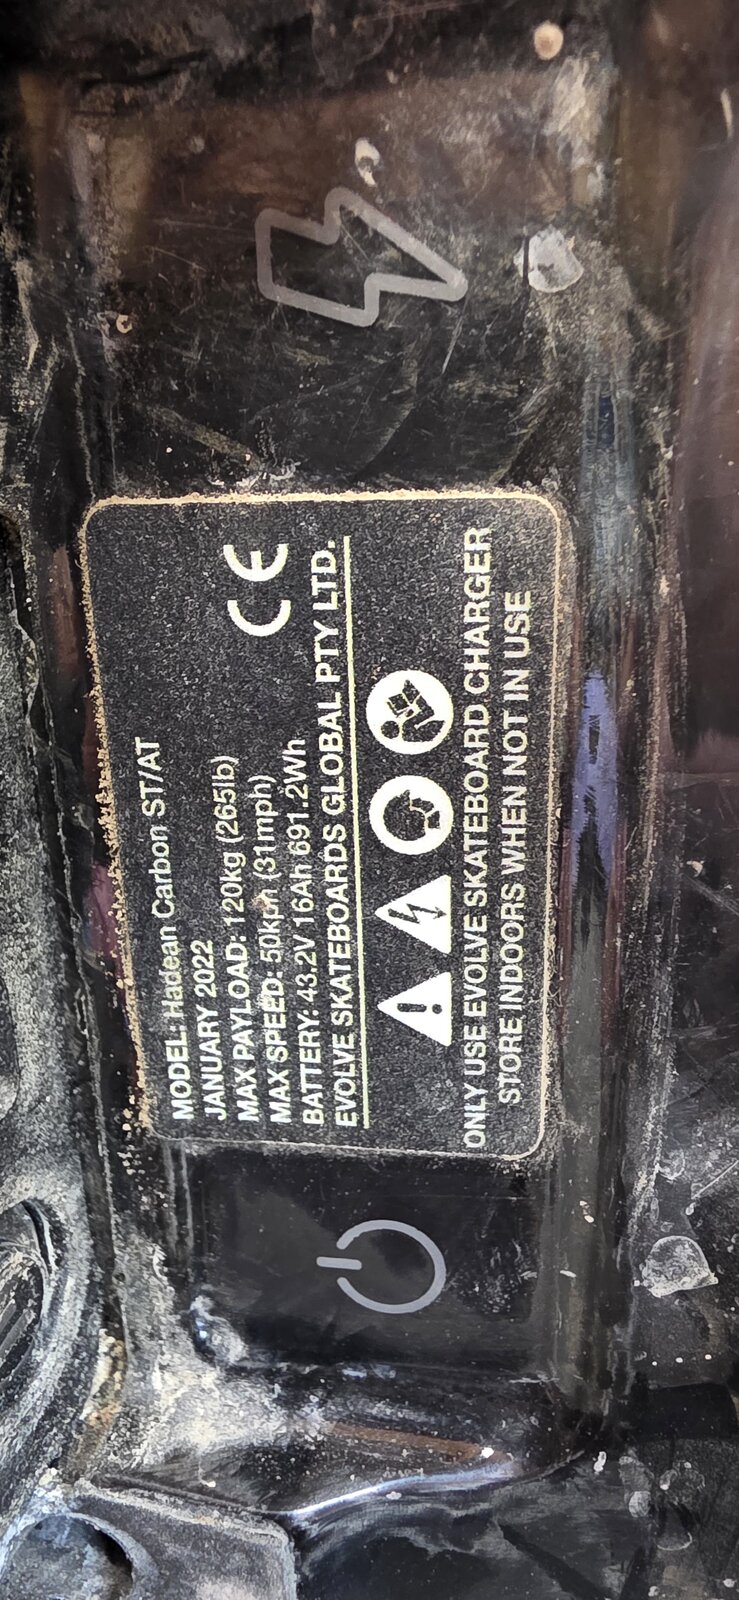 MODEL: Hadean Carbon ST/AT
JANUARY 2022
MAX PAYLOAD: 120kg (265lb)
MAX SPEED: 50kph (31mph)
BATTERY: 43.2V 16Ah 691.2Wh
EVOLVE SKATEBOARDS GLOBAL PTY LTD.
CE
ONLY USE EVOLVE SKATEBOARD CHARGER
STORE INDOORS WHEN NOT IN USE